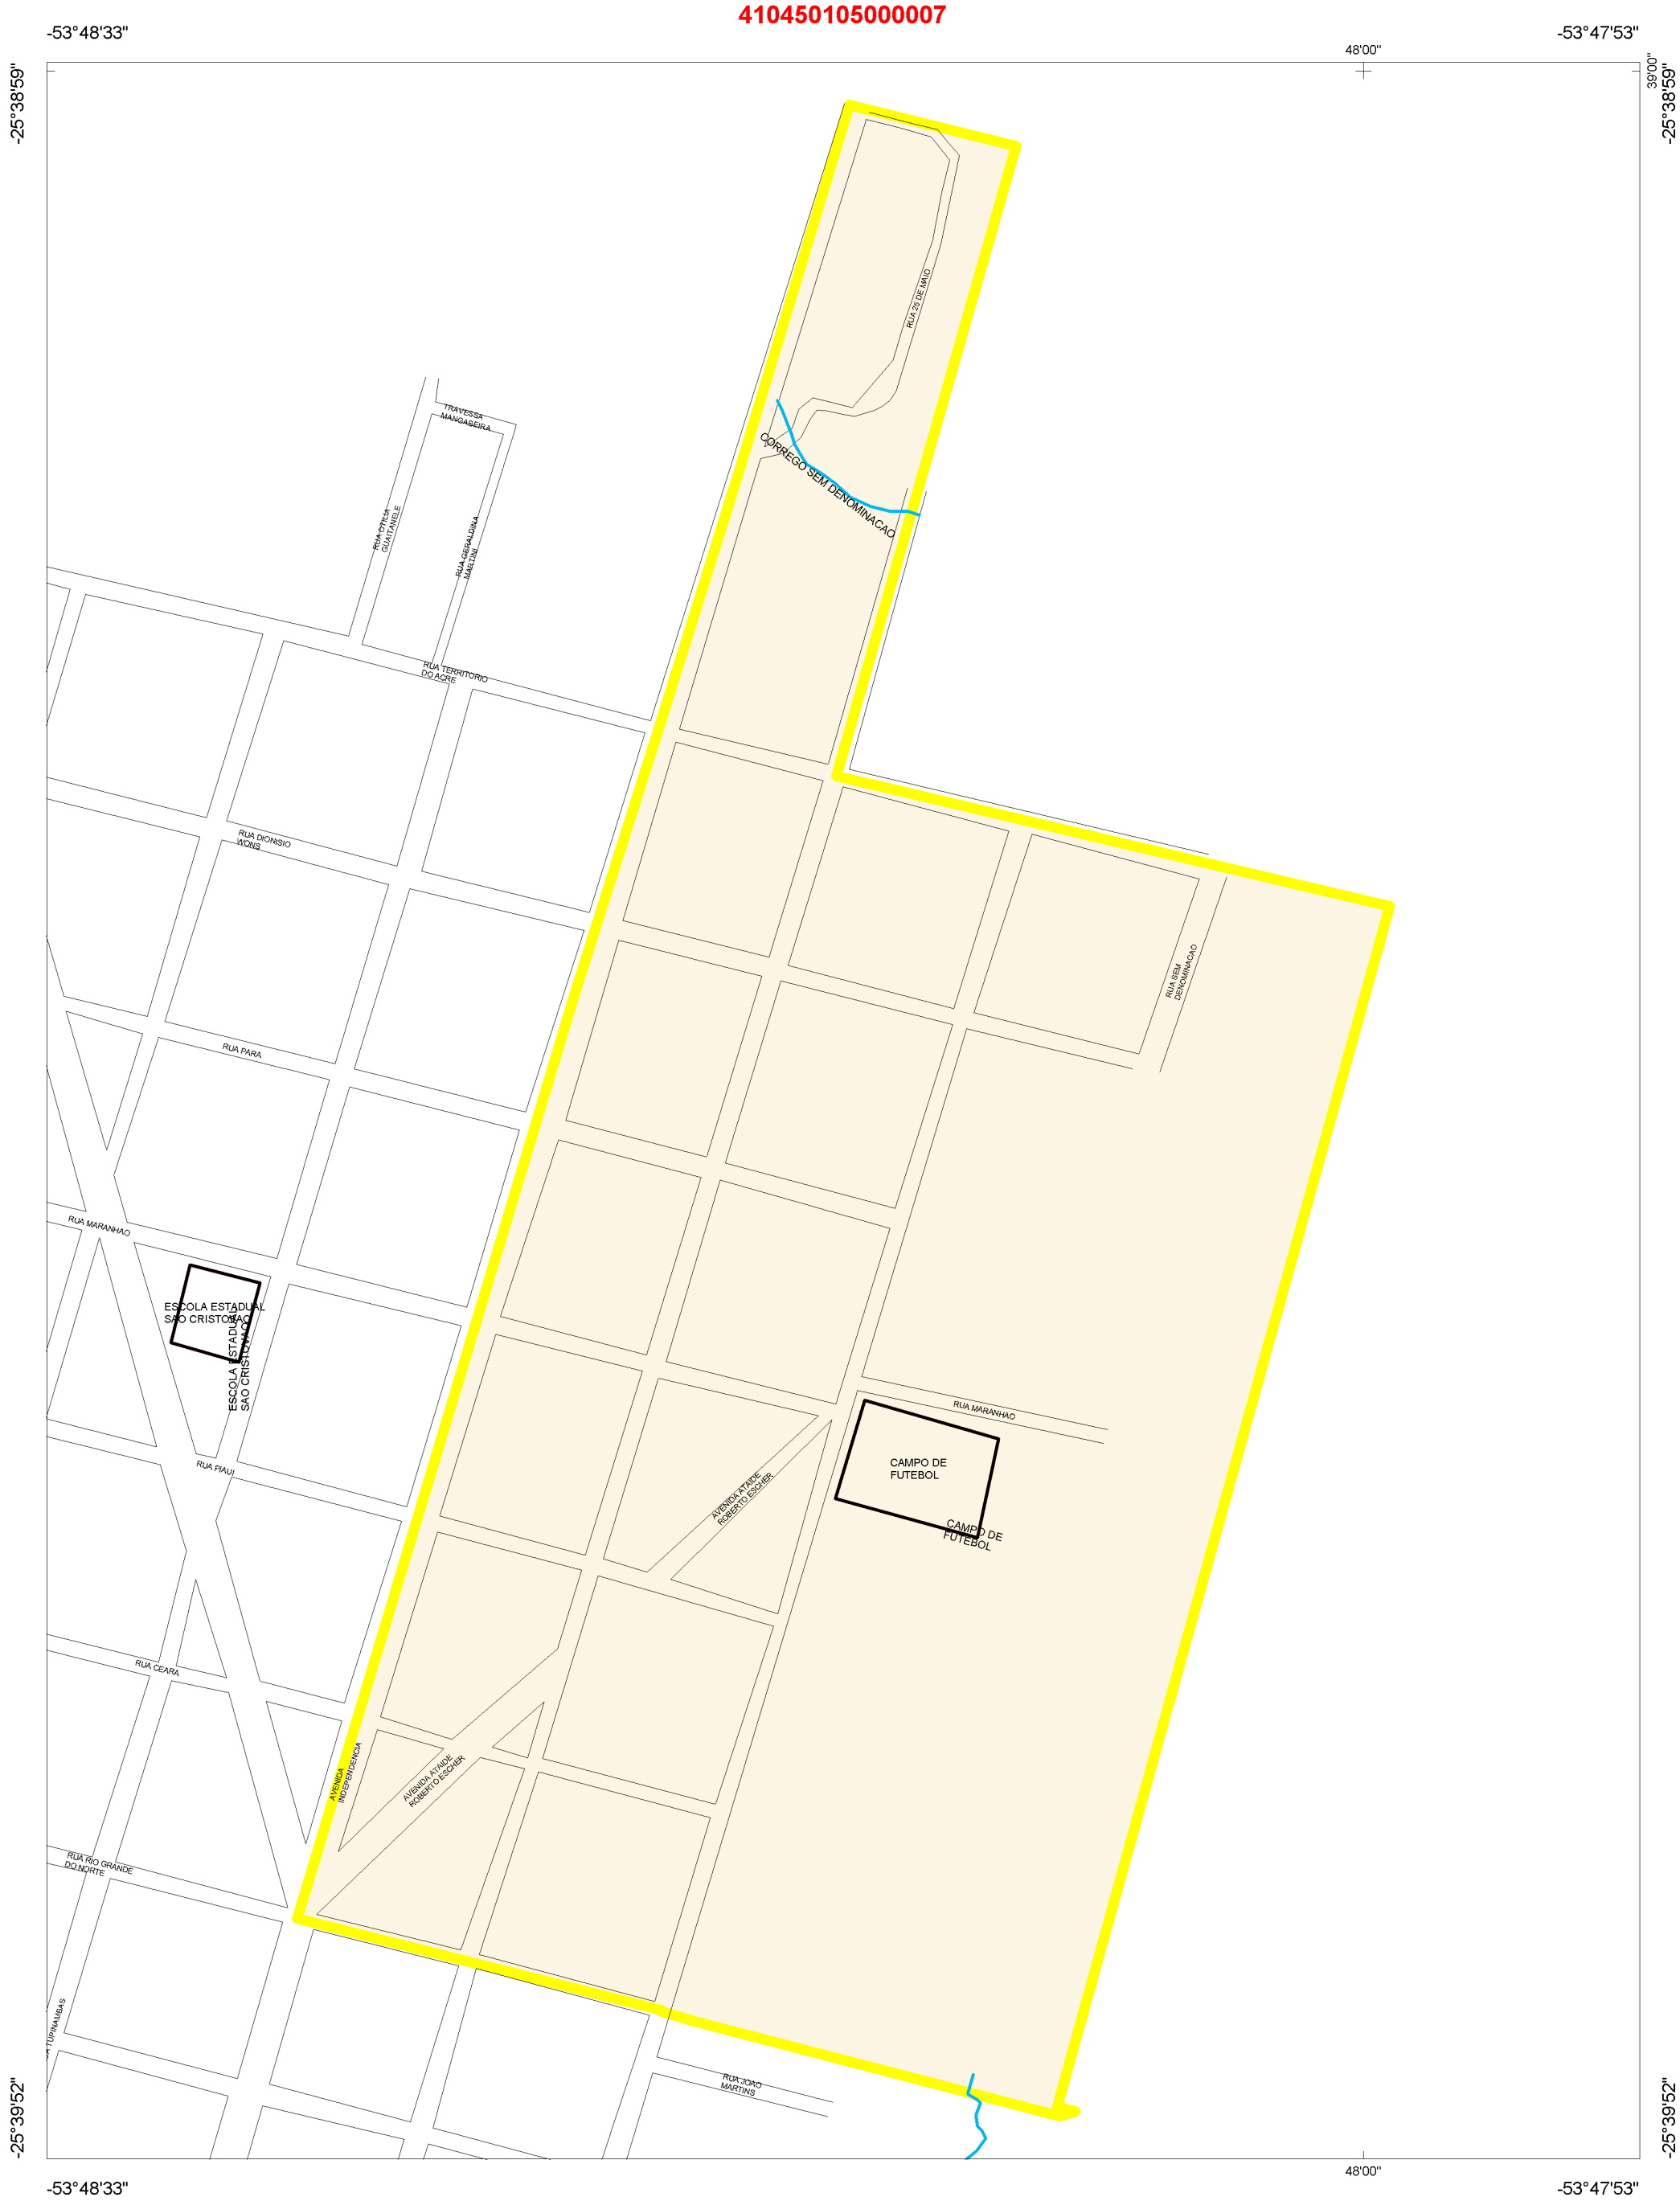 410450105000007
-53°48'33"
-53°47'53"
48'00"
39'00"
-25°38'59"
-25°38'59"
RUA 25 DE MAIO
TRAVESSA
MANGABEIRA
CORREGO SEM DENOMINACAO
RUA OTILIA
GUAITANELE
RUA GERALDINA
MARTINI
RUA TERRITORIO
DO ACRE
RUA DIONISIO
WONS
RUA SEM
DENOMINACAO
RUA PARA
RUA MARANHAO
ESCOLA ESTADUAL
SAO CRISTOVAO
ESCOLA ESTADUAL
SAO CRISTOVAO
RUA MARANHAO
CAMPO DE
FUTEBOL
RUA PIAUI
AVENIDA ATAIDE
ROBERTO ESCHER
CAMPO DE
FUTEBOL
RUA CEARA
AVENIDA
INDEPENDENCIA
AVENIDA ATAIDE
ROBERTO ESCHER
RUA RIO GRANDE
DO NORTE
TUPINAMBAS
RUA JOAO
MARTINS
-25°39'52"
-25°39'52"
48'00"
-53°48'33"
-53°47'53"